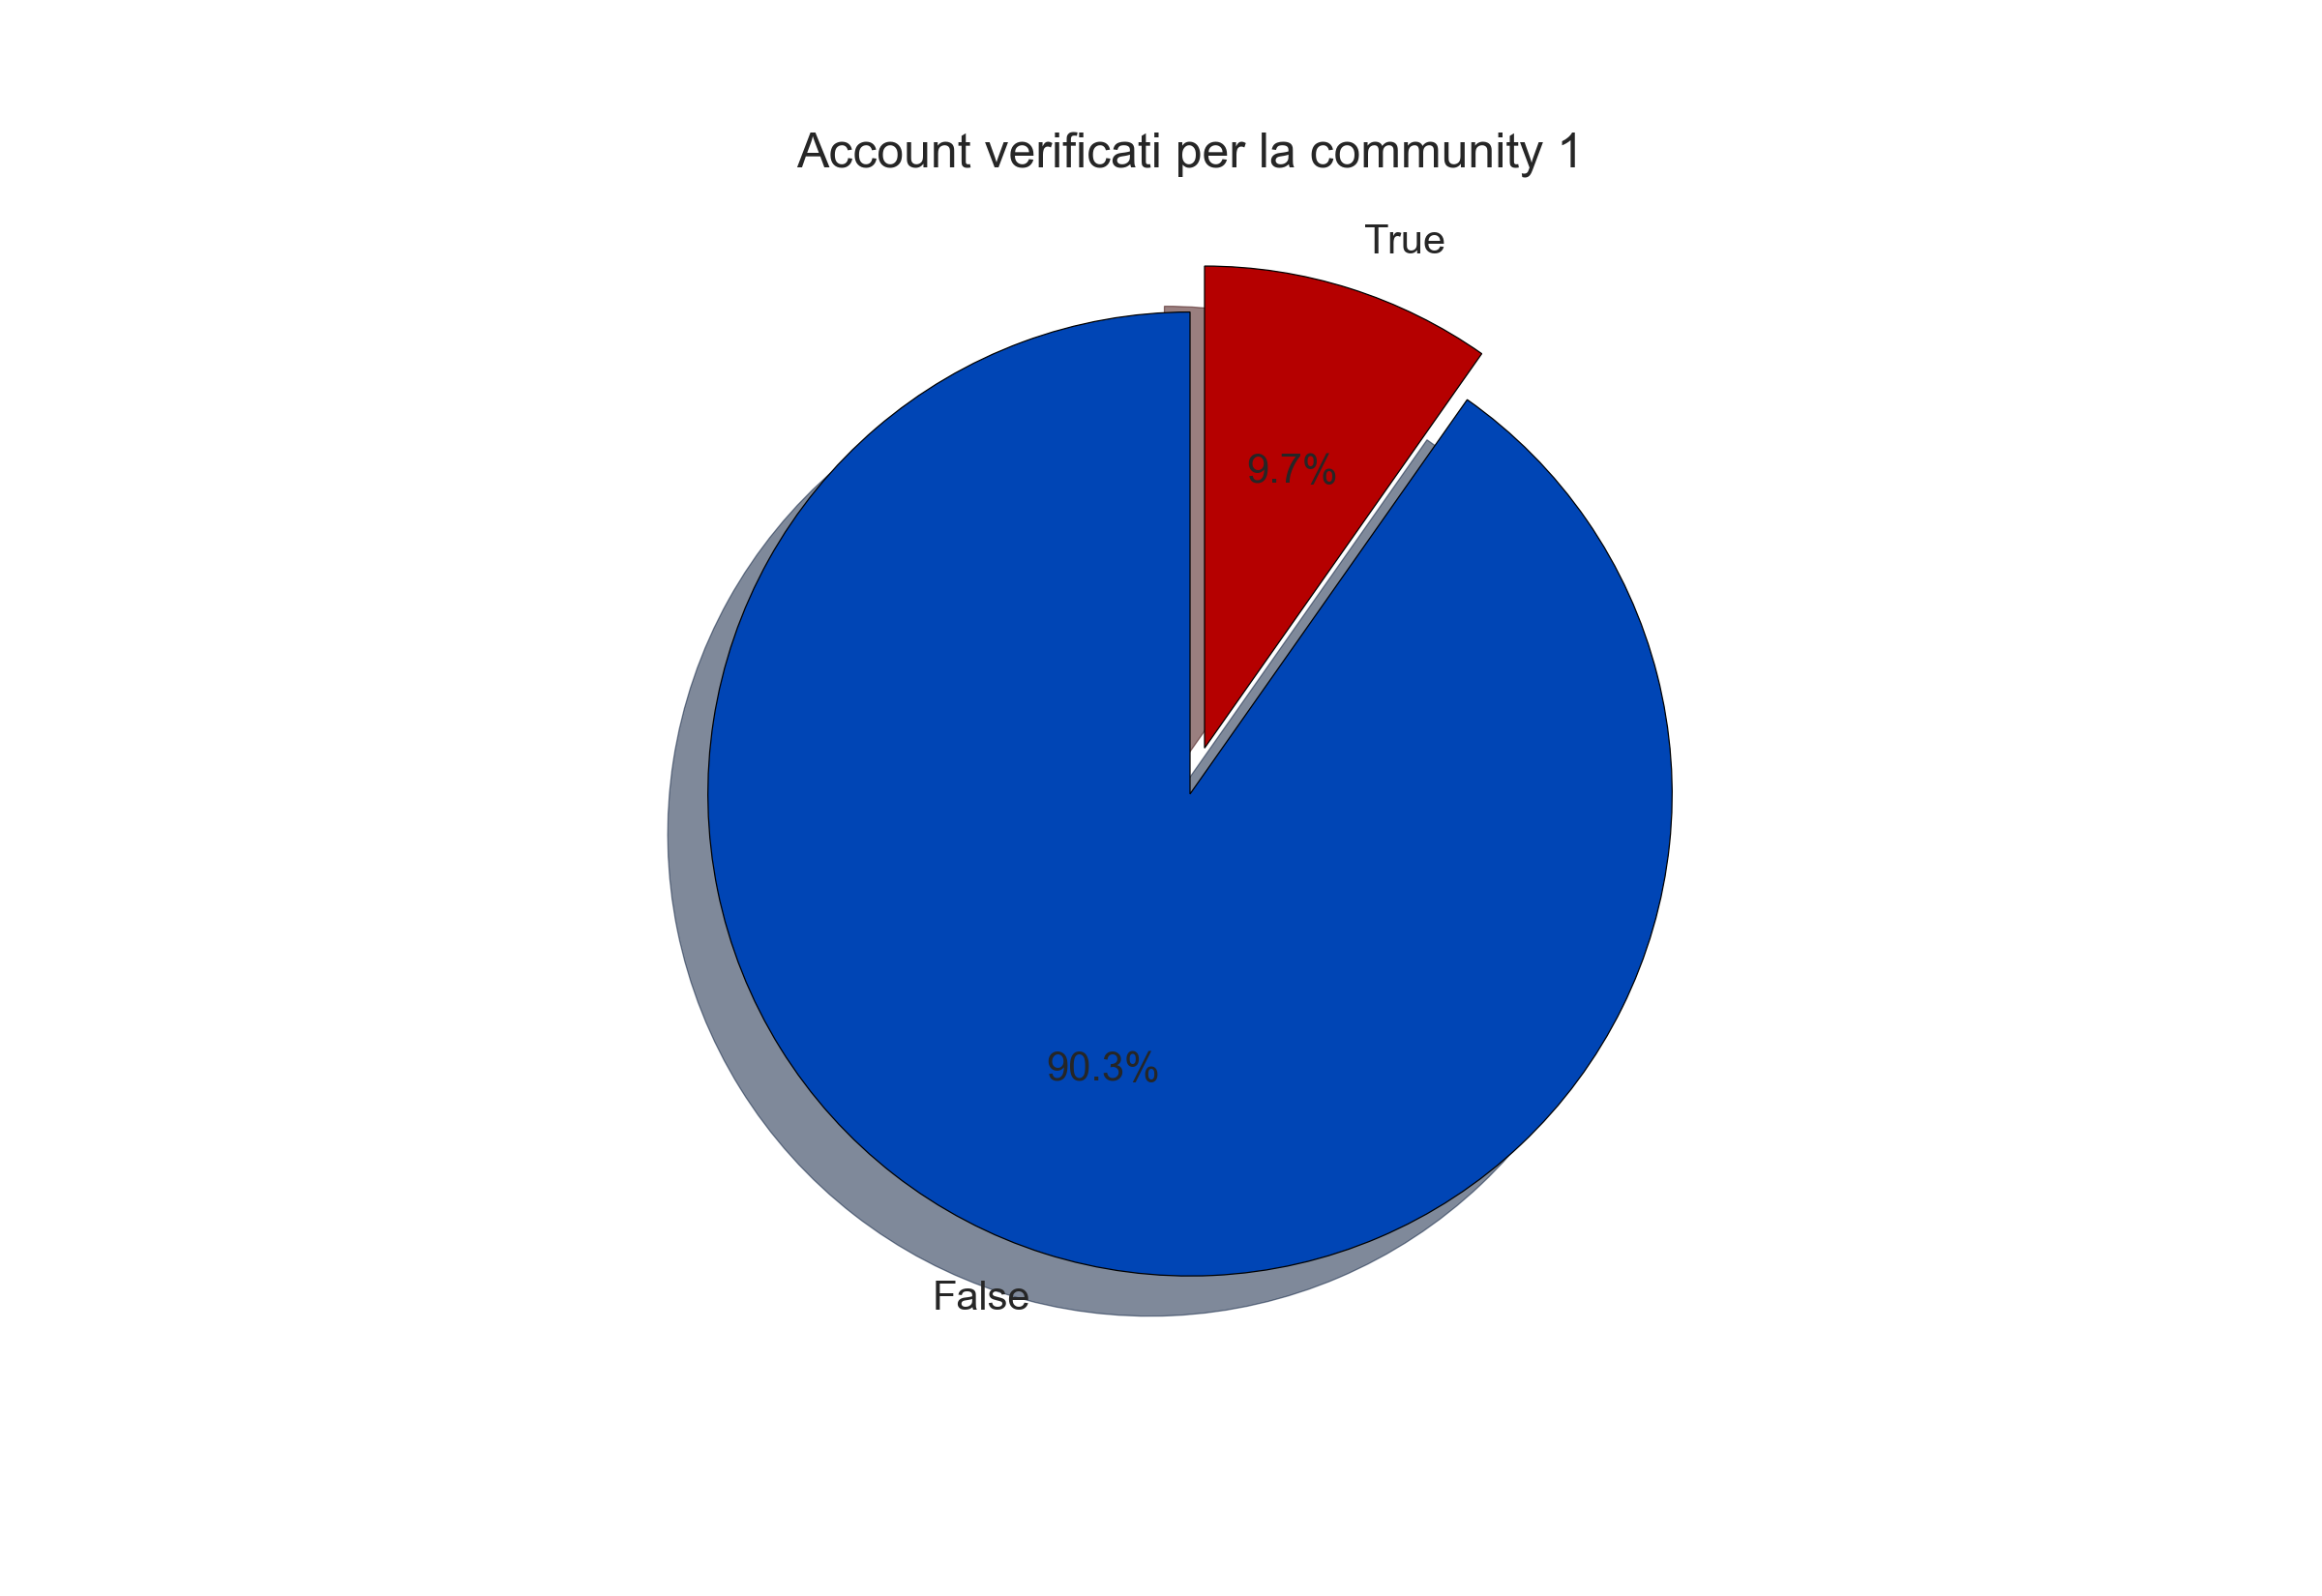 Account verificati per la community 1
True
9.7%
90.3%
False